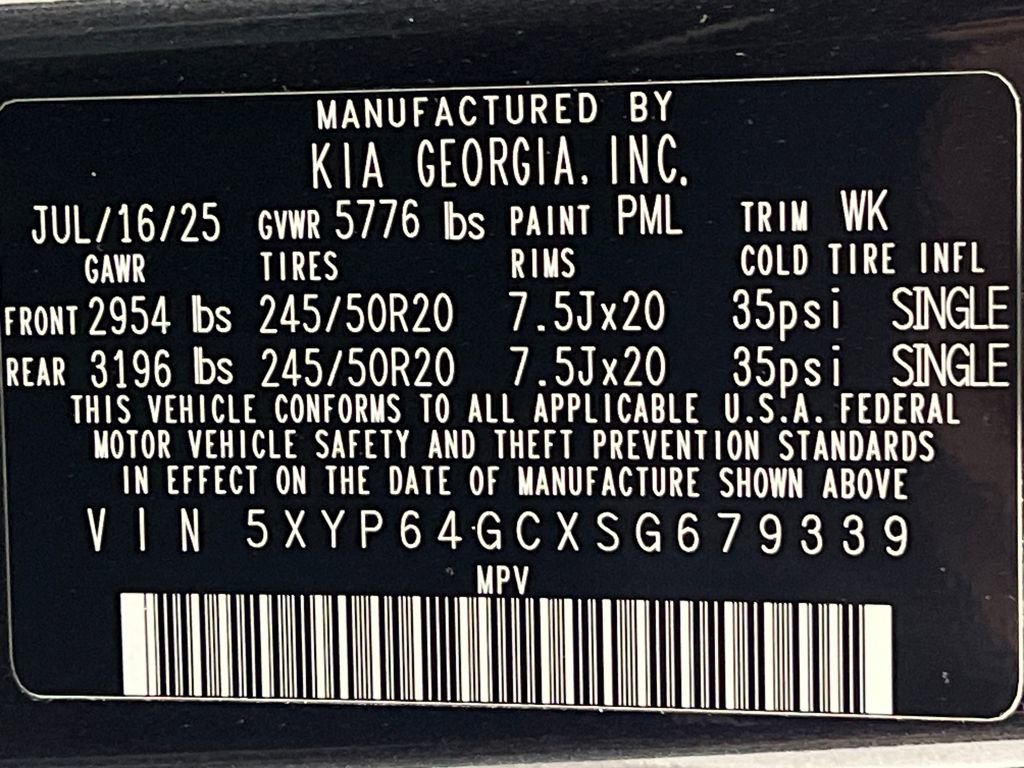 MANUFACTURED BY
KIA GEORGIA, INC.
JUL/16/25 GVWR 5776 lbs PAINT PML TRIM WK
GAWR TIRES RIMS COLD TIRE INFL
FRONT 2954 lbs 245/50R20 7.5Jx20 35psi SINGLE
REAR 3196 lbs 245/50R20 7.5Jx20 35psi SINGLE
THIS VEHICLE CONFORMS TO ALL APPLICABLE U.S.A. FEDERAL
MOTOR VEHICLE SAFETY AND THEFT PREVENTION STANDARDS
IN EFFECT ON THE DATE OF MANUFACTURE SHOWN ABOVE
VIN 5XYP64GCXSG679339
MPV